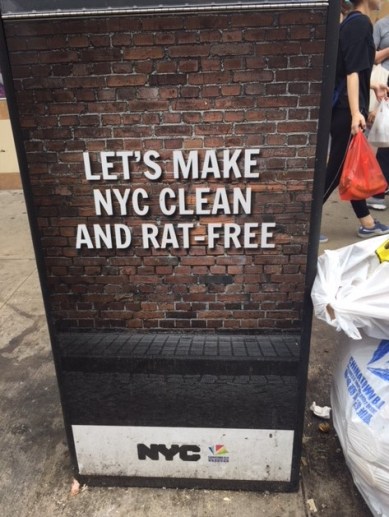 LET'S MAKE
NYC CLEAN
AND RAT-FREE
NYC